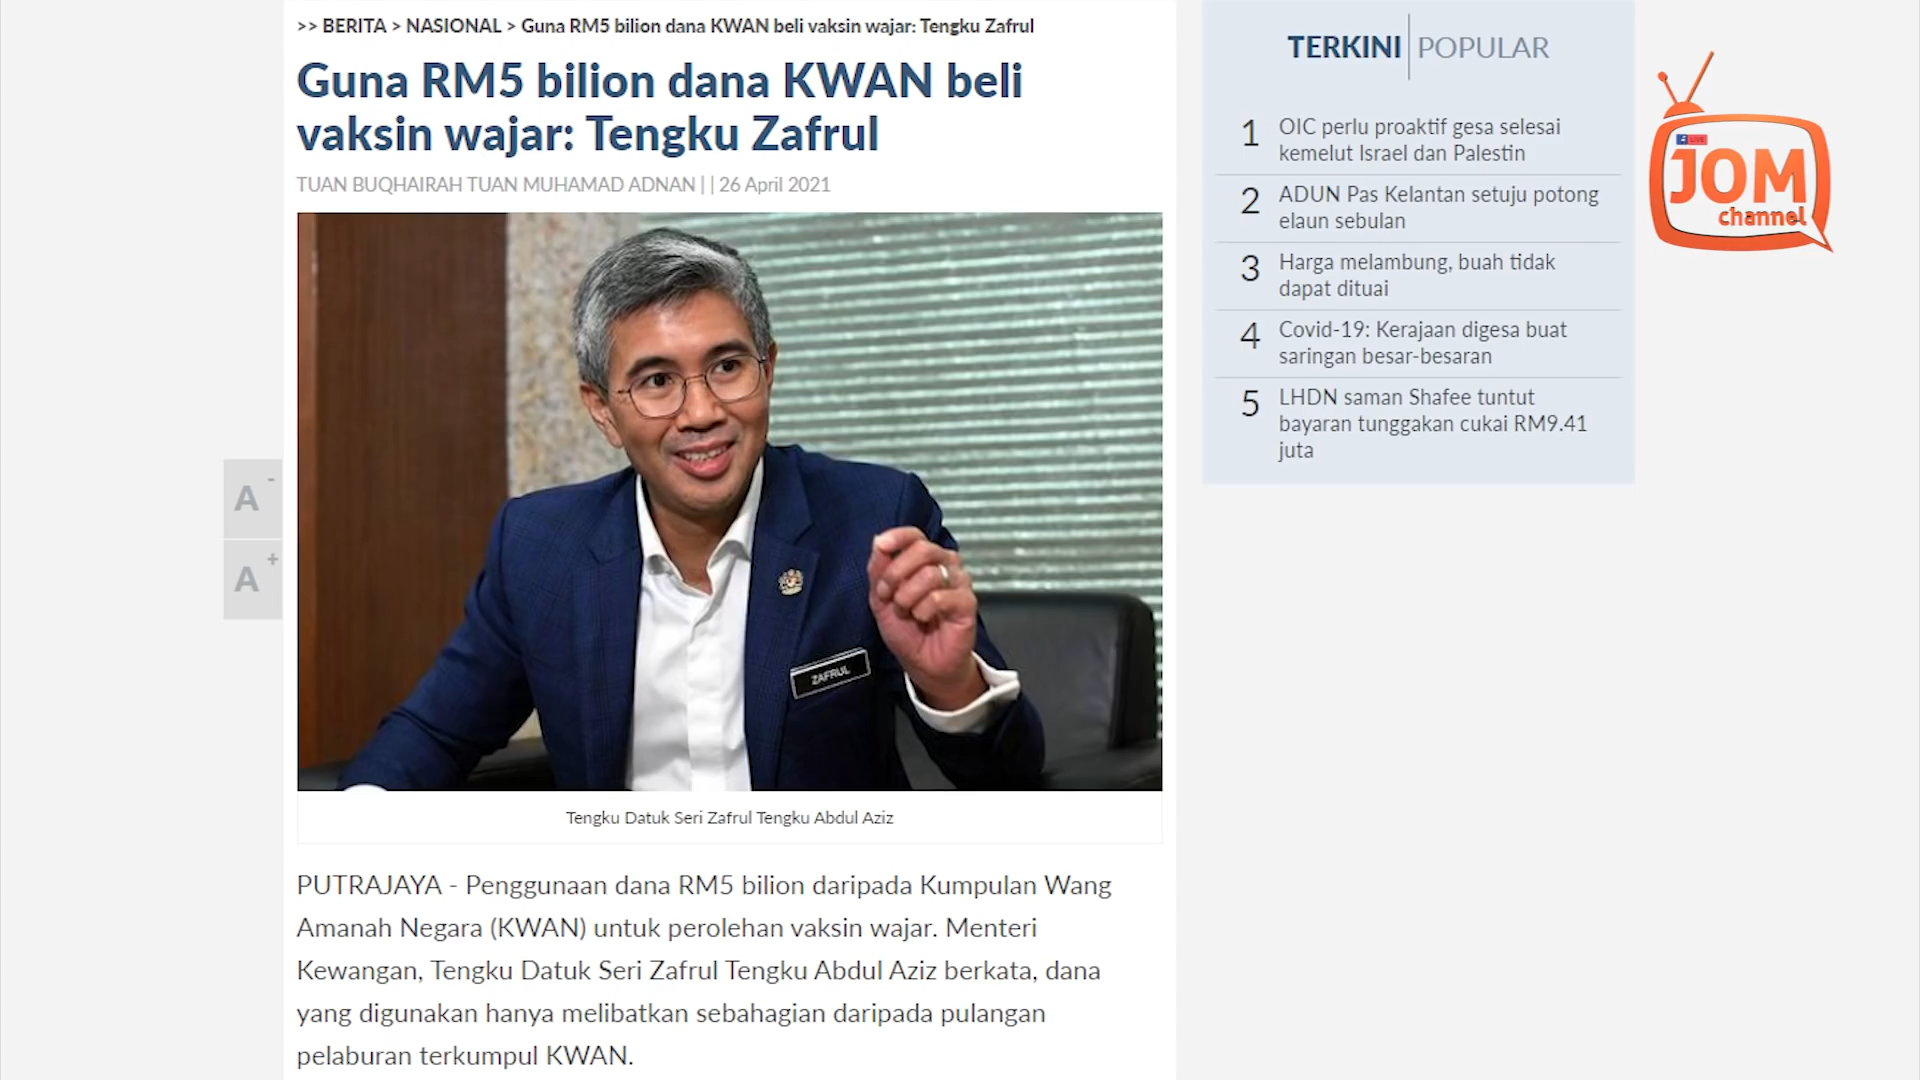 >> BERITA > NASIONAL > Guna RM5 bilion dana KWAN beli vaksin wajar: Tengku Zafrul
Guna RM5 bilion dana KWAN beli
vaksin wajar: Tengku Zafrul
TUAN BUQHAIRAH TUAN MUHAMAD ADNAN | | 26 April 2021
ZAFRUL
Tengku Datuk Seri Zafrul Tengku Abdul Aziz
PUTRAJAYA - Penggunaan dana RM5 bilion daripada Kumpulan Wang
Amanah Negara (KWAN) untuk perolehan vaksin wajar. Menteri
Kewangan, Tengku Datuk Seri Zafrul Tengku Abdul Aziz berkata, dana
yang digunakan hanya melibatkan sebahagian daripada pulangan
pelaburan terkumpul KWAN.
A -
A +
TERKINI | POPULAR
1 OIC perlu proaktif gesa selesai
kemelut Israel dan Palestin
2 ADUN Pas Kelantan setuju potong
elaun sebulan
3 Harga melambung, buah tidak
dapat dituai
4 Covid-19: Kerajaan digesa buat
saringan besar-besaran
5 LHDN saman Shafee tuntut
bayaran tunggakan cukai RM9.41
juta
LIVE
JOM
channel